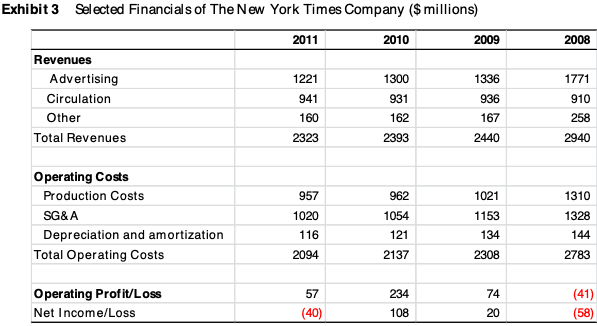 Exhibit 3 Selected Financials of The New York Times Company ($ millions)
2011 2010 2009 2008
Revenues
Advertising 1221 1300 1336 1771
Circulation 941 931 936 910
Other 160 162 167 258
Total Revenues 2323 2393 2440 2940
Operating Costs
Production Costs 957 962 1021 1310
SG&A 1020 1054 1153 1328
Depreciation and amortization 116 121 134 144
Total Operating Costs 2094 2137 2308 2783
Operating Profit/Loss 57 234 74 (41)
Net Income/Loss (40) 108 20 (58)